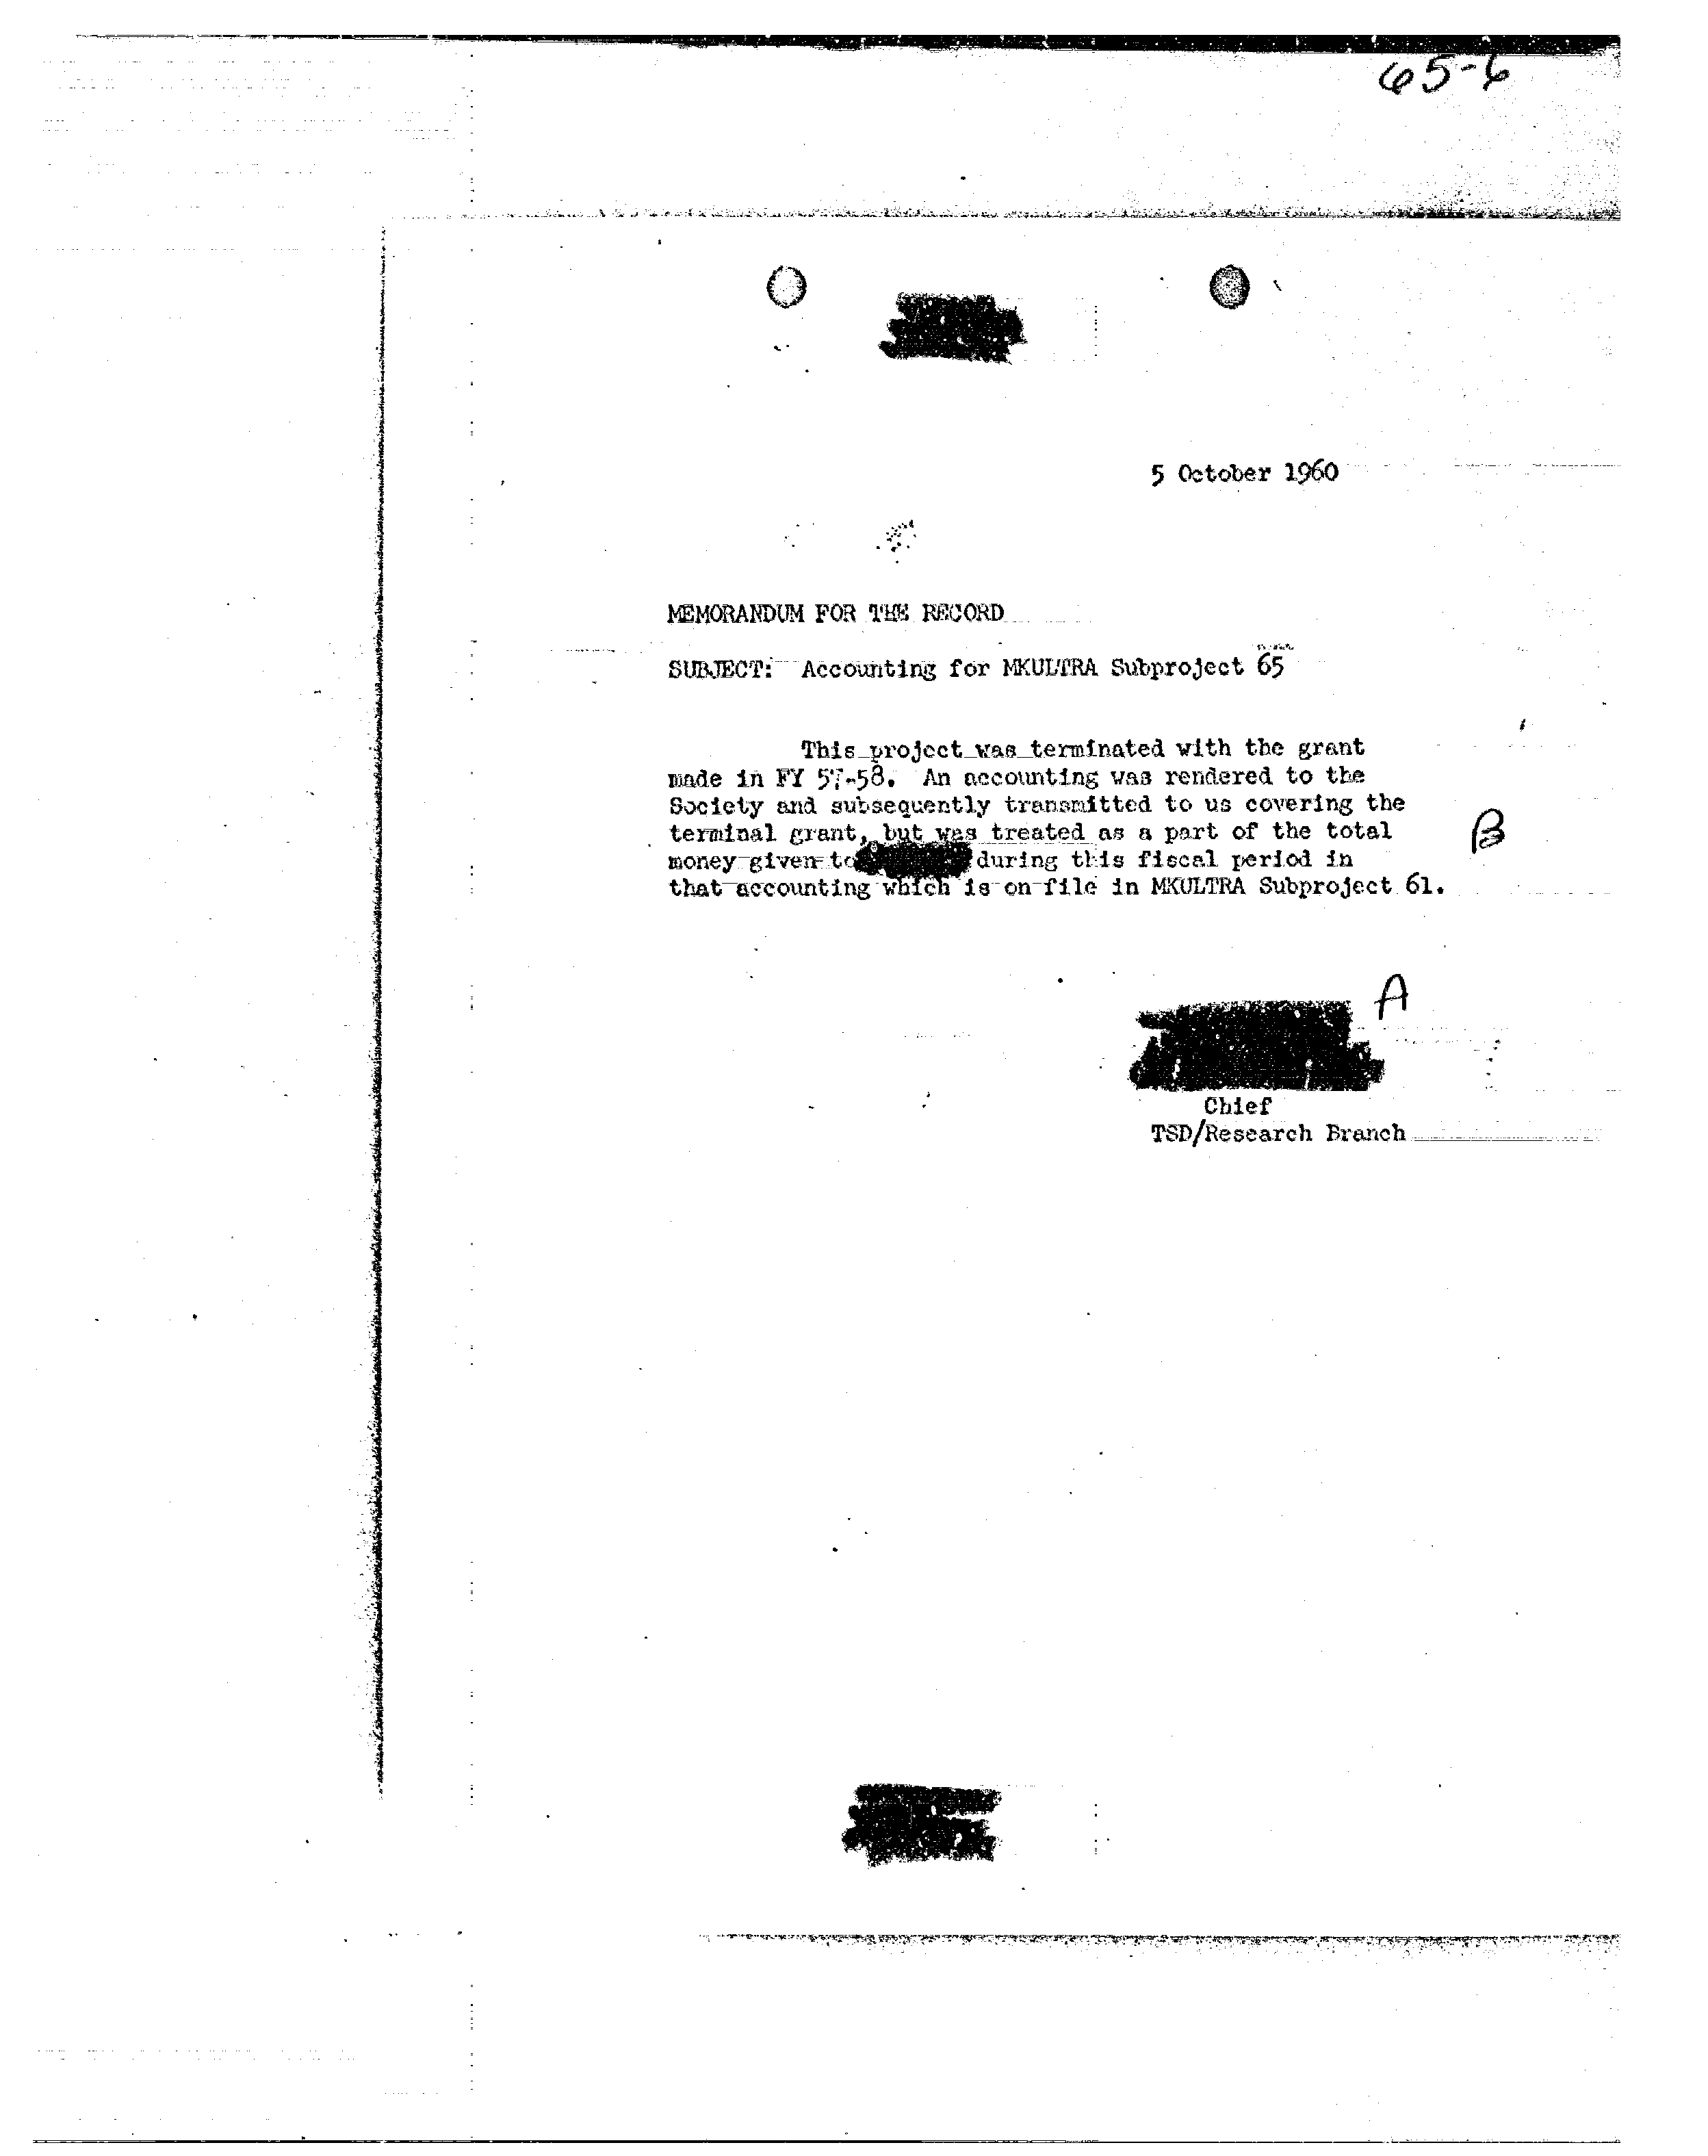 65-6
5 October 1960
MEMORANDUM FOR THE RECORD
SUBJECT: Accounting for MKULTRA Subproject 65
This project was terminated with the grant
made in FY 57-58. An accounting was rendered to the
Society and subsequently transmitted to us covering the
terminal grant, but was treated as a part of the total
money given to during this fiscal period in
that accounting which is on file in MKULTRA Subproject 61.
B
A
Chief
TSD/Research Branch